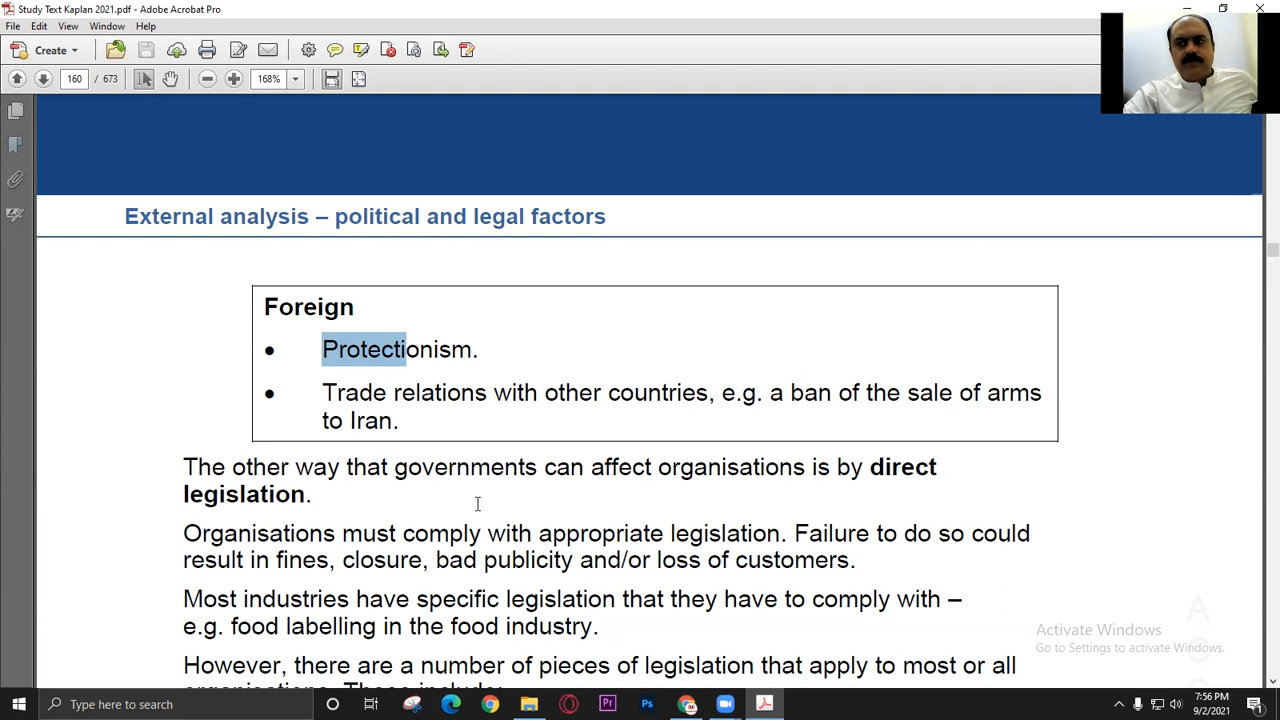 Study Text Kaplan 2021.pdf - Adobe Acrobat Pro
File Edit View Window Help
Create
160 / 673 168%
External analysis – political and legal factors
Foreign
• Protectionism.
• Trade relations with other countries, e.g. a ban of the sale of arms
to Iran.
The other way that governments can affect organisations is by direct
legislation.
Organisations must comply with appropriate legislation. Failure to do so could
result in fines, closure, bad publicity and/or loss of customers.
Most industries have specific legislation that they have to comply with –
e.g. food labelling in the food industry.
However, there are a number of pieces of legislation that apply to most or all
Activate Windows
Go to Settings to activate Windows.
Type here to search
Pr
Ps
7:56 PM
9/2/2021